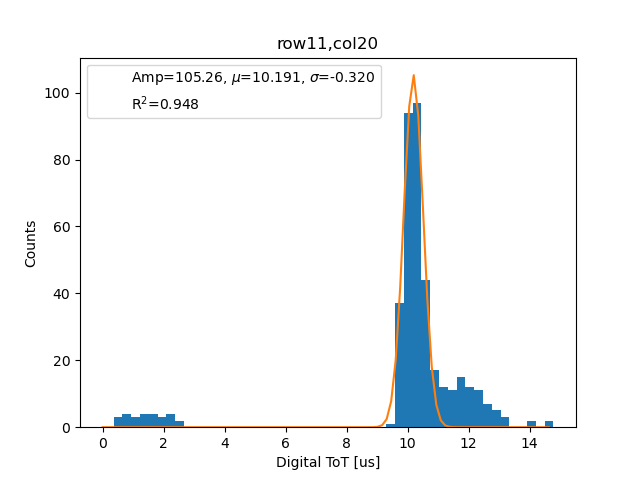 row11,col20
Amp=105.26, μ=10.191, σ=-0.320
R²=0.948
Counts
100
80
60
40
20
0
0 2 4 6 8 10 12 14
Digital ToT [us]